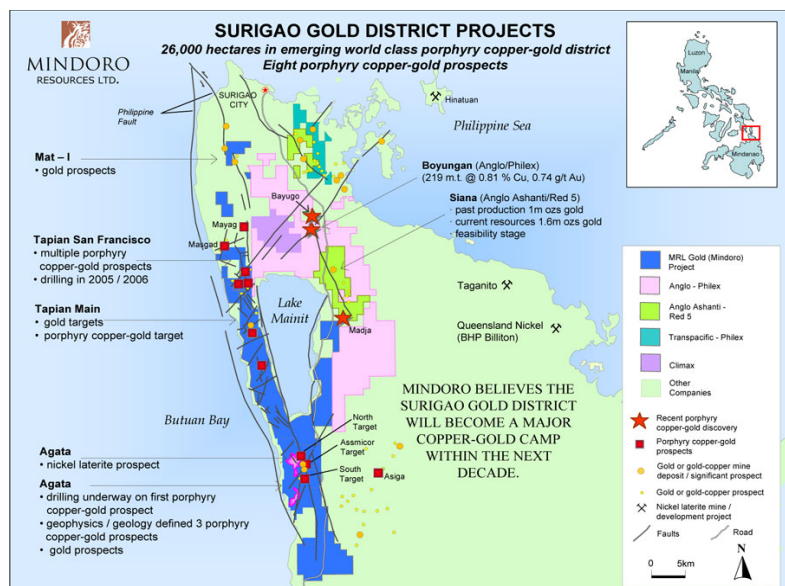 SURIGAO GOLD DISTRICT PROJECTS
26,000 hectares in emerging world class porphyry copper-gold district
Eight porphyry copper-gold prospects
MINDORO
RESOURCES LTD.
Luzon
Manila
Mindanao
Philippine
Fault
SURIGAO
CITY
Hinatuan
Philippine Sea
Mat – I
• gold prospects
Boyungan (Anglo/Philex)
(219 m.t. @ 0.81 % Cu, 0.74 g/t Au)
Bayugo
Siana (Anglo Ashanti/Red 5)
· past production 1m ozs gold
· current resources 1.6m ozs gold
· feasibility stage
Mayag
Masgad
Tapian San Francisco
• multiple porphyry
copper-gold prospects
• drilling in 2005 / 2006
Tapian Main
• gold targets
• porphyry copper-gold target
Lake
Mainit
Madja
Taganito
Queensland Nickel
(BHP Billiton)
Butuan Bay
MINDORO BELIEVES THE
SURIGAO GOLD DISTRICT
WILL BECOME A MAJOR
COPPER-GOLD CAMP
WITHIN THE NEXT
DECADE.
North
Target
Assmicor
Target
South
Target
Asiga
Agata
• nickel laterite prospect
Agata
• drilling underway on first porphyry
copper-gold prospect
• geophysics / geology defined 3 porphyry
copper-gold prospects
• gold prospects
MRL Gold (Mindoro)
Project
Anglo - Philex
Anglo Ashanti -
Red 5
Transpacific - Philex
Climax
Other
Companies
Recent porphyry
copper-gold discovery
Porphyry copper-gold
prospects
Gold or gold-copper mine
deposit / significant prospect
Gold or gold-copper prospect
Nickel laterite mine /
development project
Faults
Road
0 5km
N